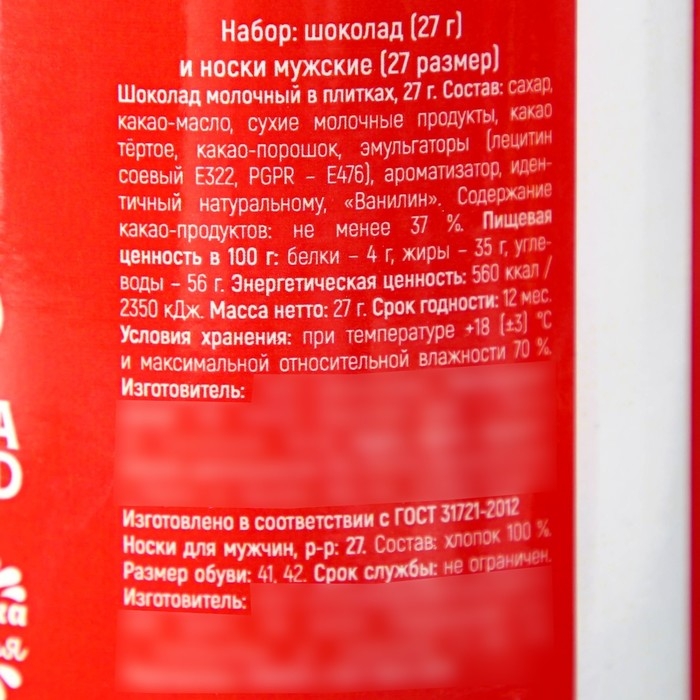 Набор: шоколад (27 г)
и носки мужские (27 размер)
Шоколад молочный в плитках, 27 г. Состав: сахар,
какао-масло, сухие молочные продукты, какао
тёртое, какао-порошок, эмульгаторы (лецитин
соевый Е322, PGPR – Е476), ароматизатор, иден-
тичный натуральному, «Ванилин». Содержание
какао-продуктов: не менее 37 %. Пищевая
ценность в 100 г: белки – 4 г, жиры – 35 г, угле-
воды – 56 г. Энергетическая ценность: 560 ккал /
2350 кДж. Масса нетто: 27 г. Срок годности: 12 мес.
Условия хранения: при температуре +18 (±3) °С
и максимальной относительной влажности 70 %.
Изготовитель:
Изготовлено в соответствии с ГОСТ 31721-2012
Носки для мужчин, р-р: 27. Состав: хлопок 100 %.
Размер обуви: 41, 42. Срок службы: не ограничен.
Изготовитель: